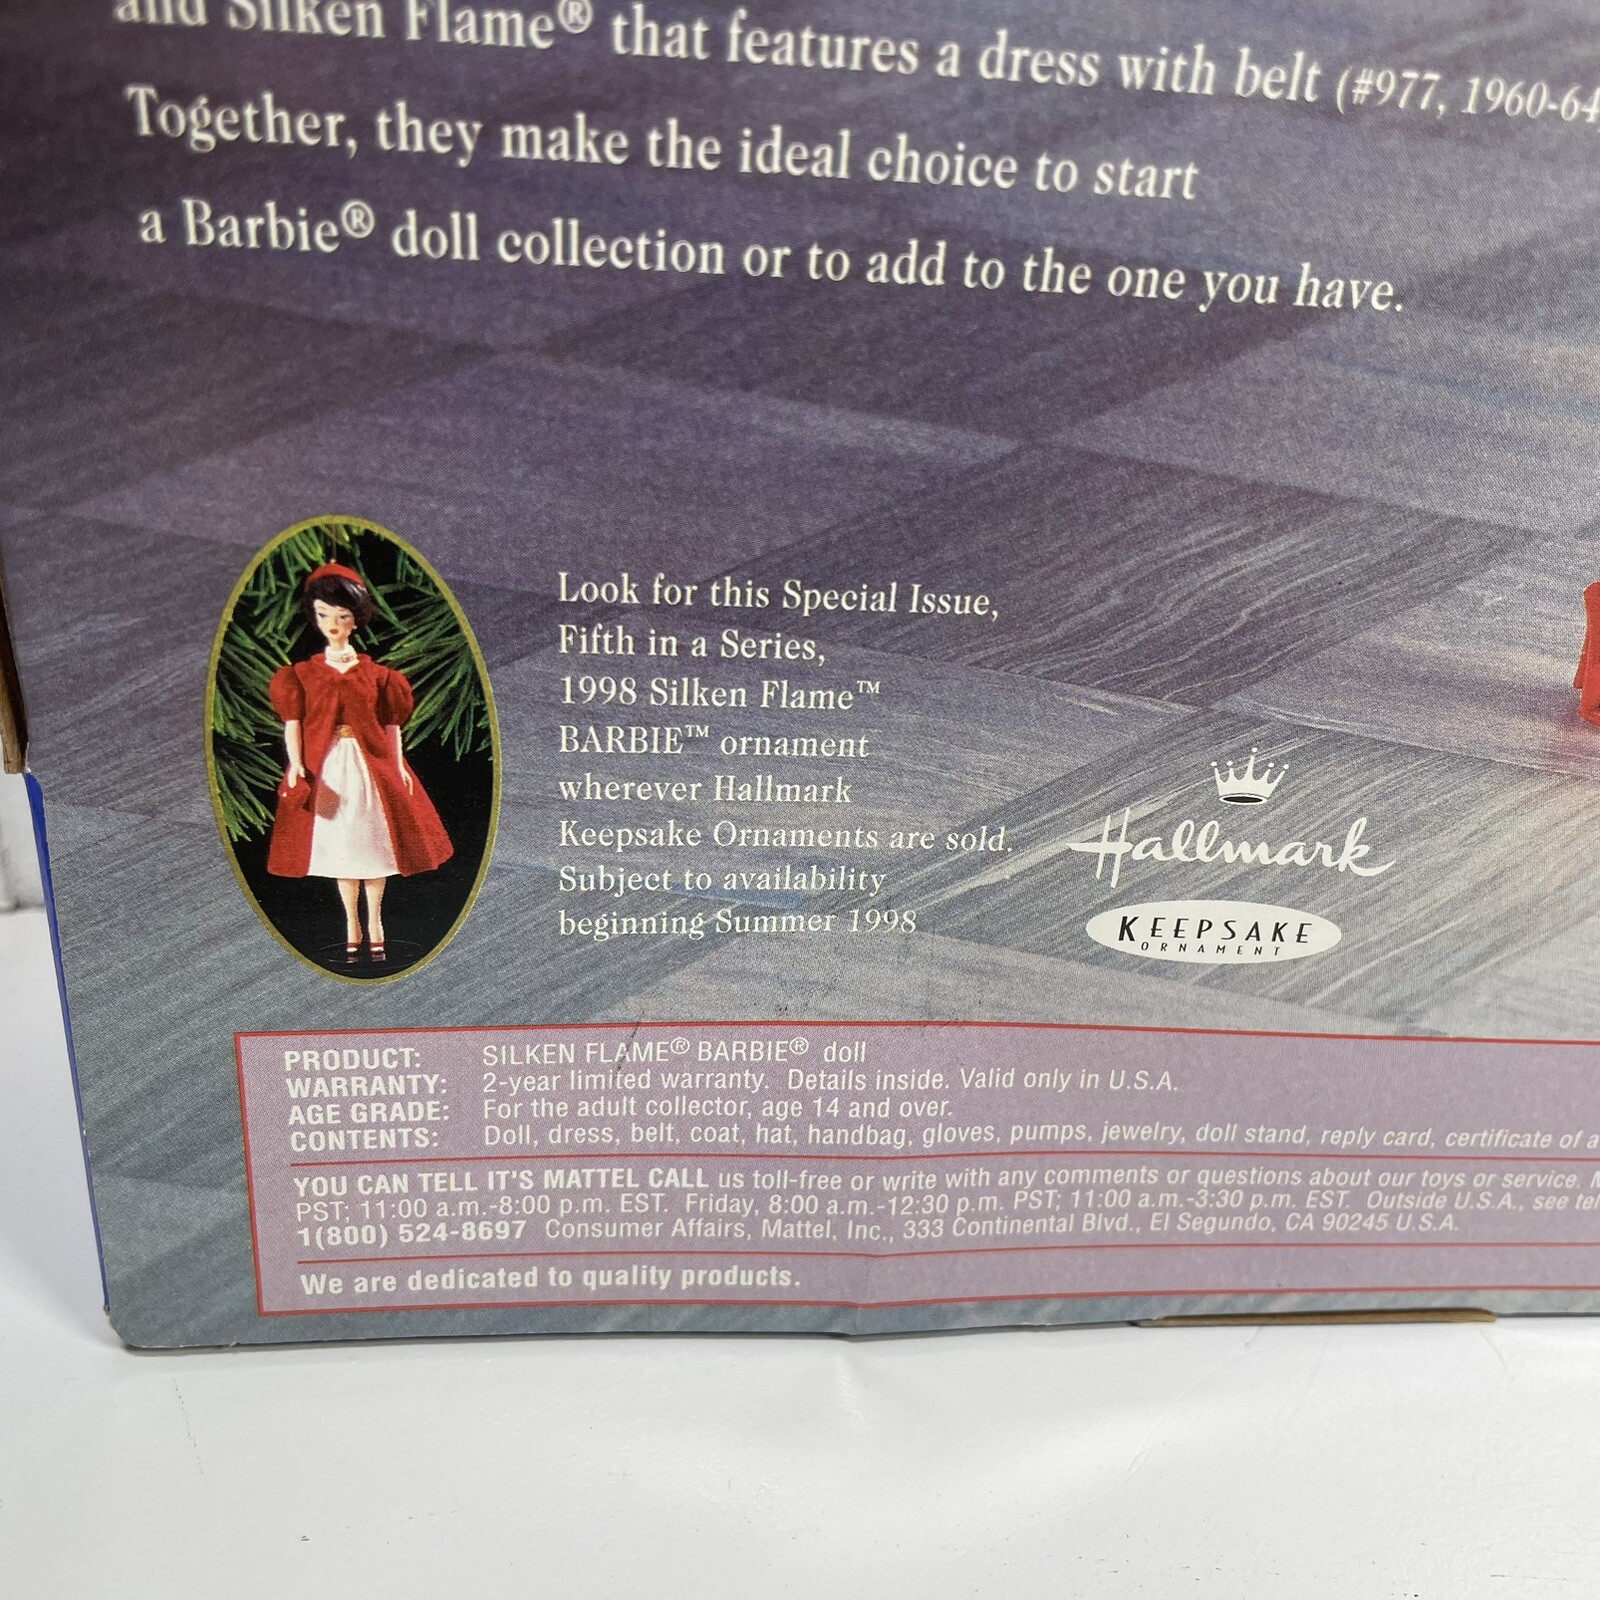 and Silken Flame® that features a dress with belt (#977, 1960-64
Together, they make the ideal choice to start
a Barbie® doll collection or to add to the one you have.
Look for this Special Issue,
Fifth in a Series,
1998 Silken Flame™
BARBIE™ ornament
wherever Hallmark
Keepsake Ornaments are sold.
Subject to availability
beginning Summer 1998
Hallmark
KEEPSAKE
ORNAMENT
PRODUCT: SILKEN FLAME® BARBIE® doll
WARRANTY: 2-year limited warranty. Details inside. Valid only in U.S.A.
AGE GRADE: For the adult collector, age 14 and over.
CONTENTS: Doll, dress, belt, coat, hat, handbag, gloves, pumps, jewelry, doll stand, reply card, certificate of a
YOU CAN TELL IT'S MATTEL CALL us toll-free or write with any comments or questions about our toys or service.
PST; 11:00 a.m.-8:00 p.m. EST. Friday, 8:00 a.m.-12:30 p.m. PST; 11:00 a.m.-3:30 p.m. EST. Outside U.S.A., see tel
1(800) 524-8697 Consumer Affairs, Mattel, Inc., 333 Continental Blvd., El Segundo, CA 90245 U.S.A.
We are dedicated to quality products.